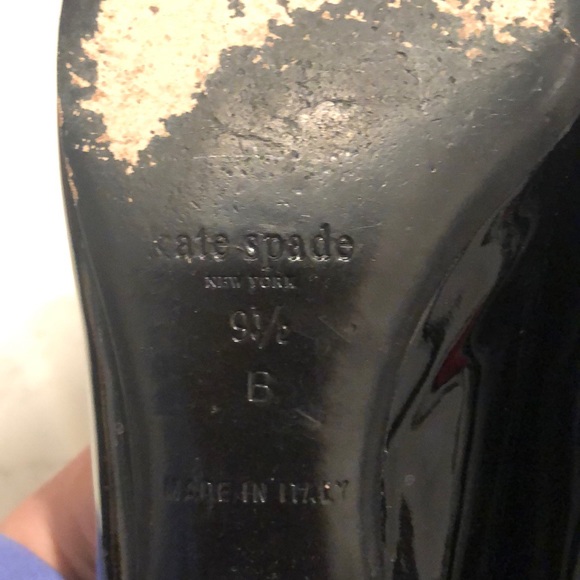 kate spade
NEW YORK
9½
B
MADE IN ITALY